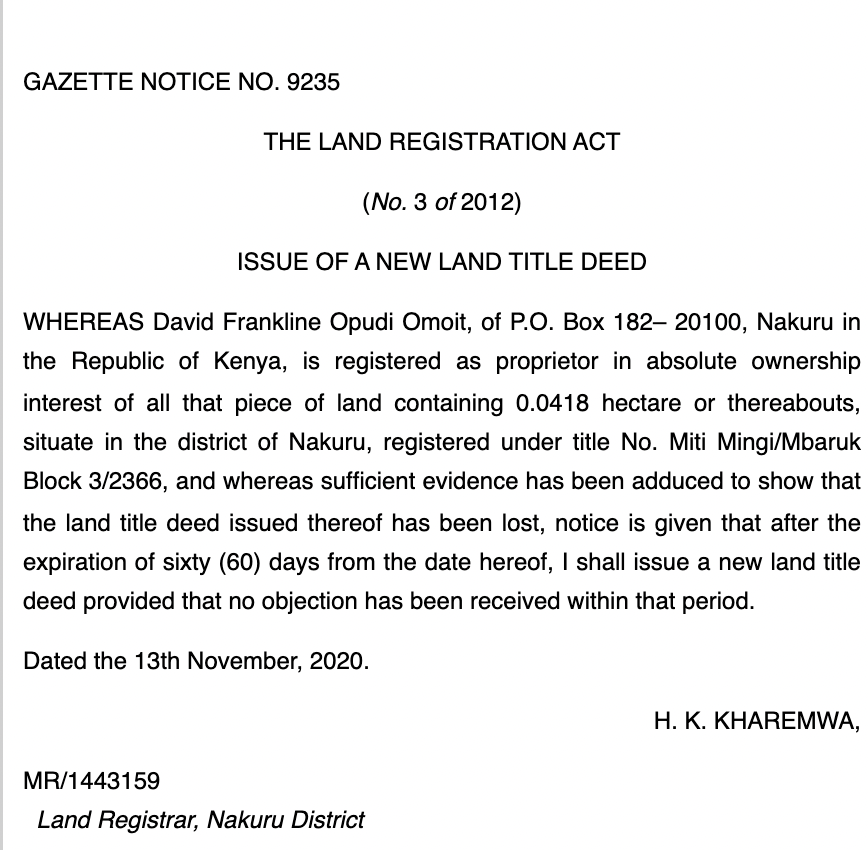 GAZETTE NOTICE NO. 9235
THE LAND REGISTRATION ACT
(No. 3 of 2012)
ISSUE OF A NEW LAND TITLE DEED
WHEREAS David Frankline Opudi Omoit, of P.O. Box 182– 20100, Nakuru in
the Republic of Kenya, is registered as proprietor in absolute ownership
interest of all that piece of land containing 0.0418 hectare or thereabouts,
situate in the district of Nakuru, registered under title No. Miti Mingi/Mbaruk
Block 3/2366, and whereas sufficient evidence has been adduced to show that
the land title deed issued thereof has been lost, notice is given that after the
expiration of sixty (60) days from the date hereof, I shall issue a new land title
deed provided that no objection has been received within that period.
Dated the 13th November, 2020.
H. K. KHAREMWA,
MR/1443159
Land Registrar, Nakuru District